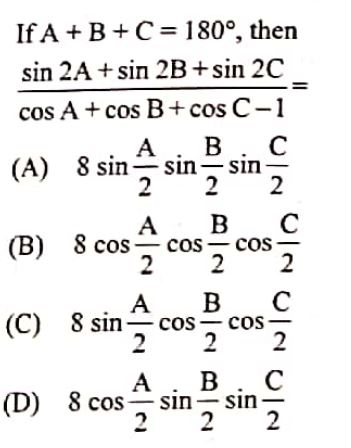 If A + B + C = 180°, then
\frac{\sin 2A + \sin 2B + \sin 2C}{\cos A + \cos B + \cos C - 1} =
(A) 8 sin \frac{A}{2} sin \frac{B}{2} sin \frac{C}{2}
(B) 8 cos \frac{A}{2} cos \frac{B}{2} cos \frac{C}{2}
(C) 8 sin \frac{A}{2} cos \frac{B}{2} cos \frac{C}{2}
(D) 8 cos \frac{A}{2} sin \frac{B}{2} sin \frac{C}{2}